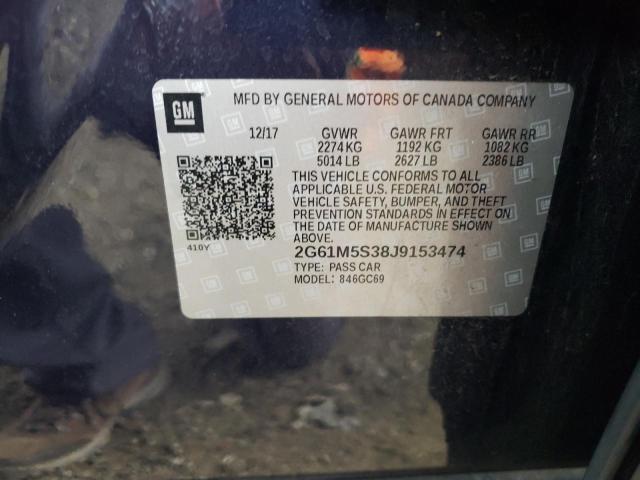 GM
MFD BY GENERAL MOTORS OF CANADA COMPANY
12/17 GVWR GAWR FRT GAWR RR
2274 KG 1192 KG 1082 KG
5014 LB 2627 LB 2386 LB
THIS VEHICLE CONFORMS TO ALL
APPLICABLE U.S. FEDERAL MOTOR
VEHICLE SAFETY, BUMPER, AND THEFT
PREVENTION STANDARDS IN EFFECT ON
THE DATE OF MANUFACTURE SHOWN
ABOVE.
410Y
2G61M5S38J9153474
TYPE: PASS CAR
MODEL: 846GC69